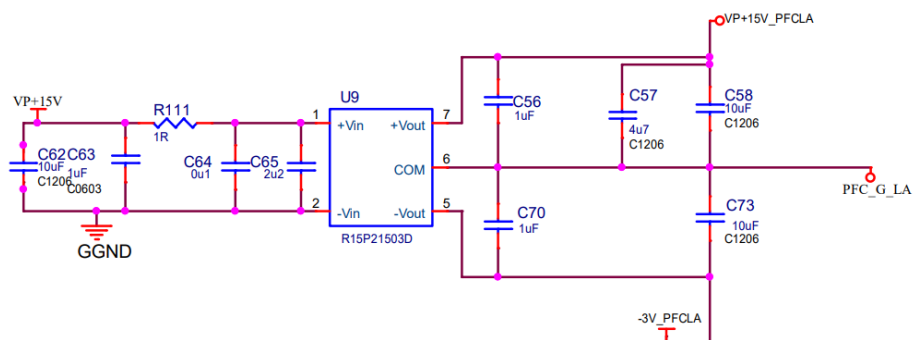 VP+15V_PFCLA
U9
VP+15V
R111
1R
1
+Vin
+Vout
7
C56
1uF
C57
4u7
C1206
C58
10uF
C1206
C62
10uF
C1206
C63
1uF
C0603
C64
0u1
C65
2u2
COM
6
PFC_G_LA
2
-Vin
-Vout
5
C70
1uF
C73
10uF
C1206
GGND
R15P21503D
-3V_PFCLA